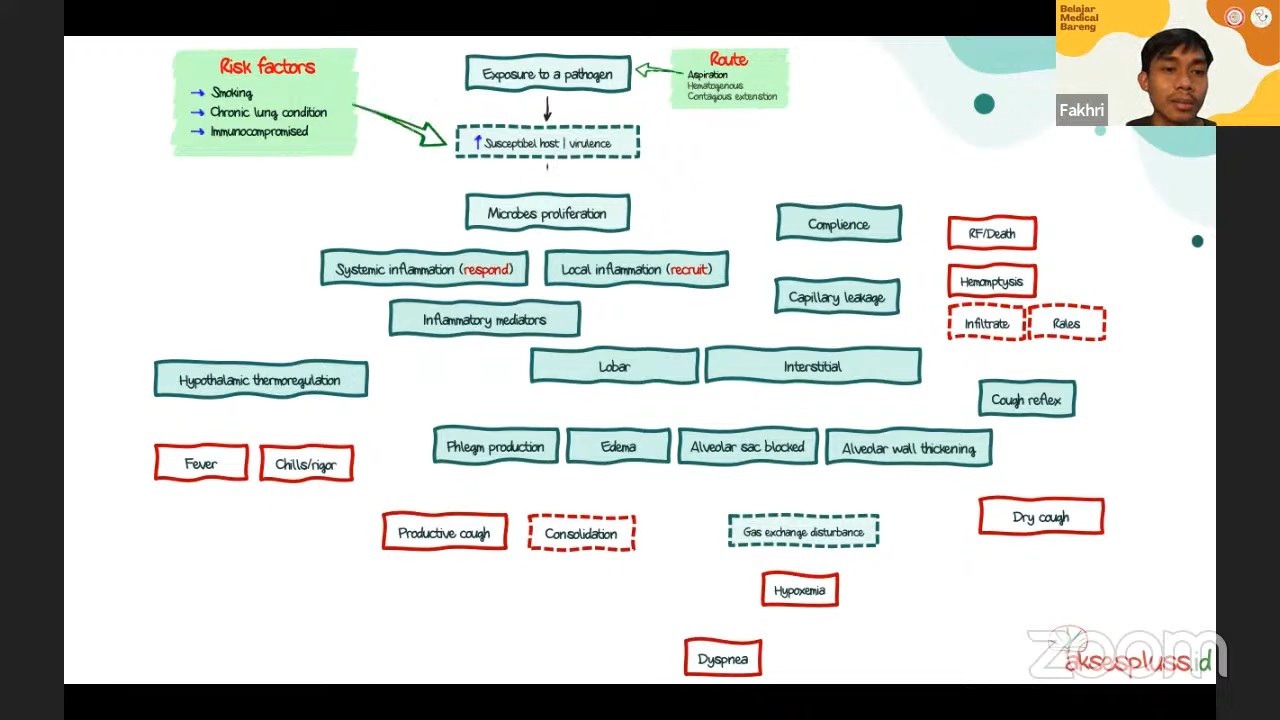 Belajar
Medical
Bareng
Fakhri
Risk factors
→ Smoking
→ Chronic lung condition
→ Immunocompromised
Exposure to a pathogen
Route
Aspiration
Hematogenous
Contagious extenstion
↑ Susceptibel host | virulence
Microbes proliferation
Systemic inflammation (respond)
Local inflammation (recruit)
Inflammatory mediators
Complience
Capillary leakage
RF/Death
Hemomptysis
Infiltrate
Rales
Lobar
Interstitial
Hypothalamic thermoregulation
Cough reflex
Fever
Chills/rigor
Phlegm production
Edema
Alveolar sac blocked
Alveolar wall thickening
Productive cough
Consolidation
Gas exchange disturbance
Dry cough
Hypoxemia
Dyspnea
zoom
aksespluss.id